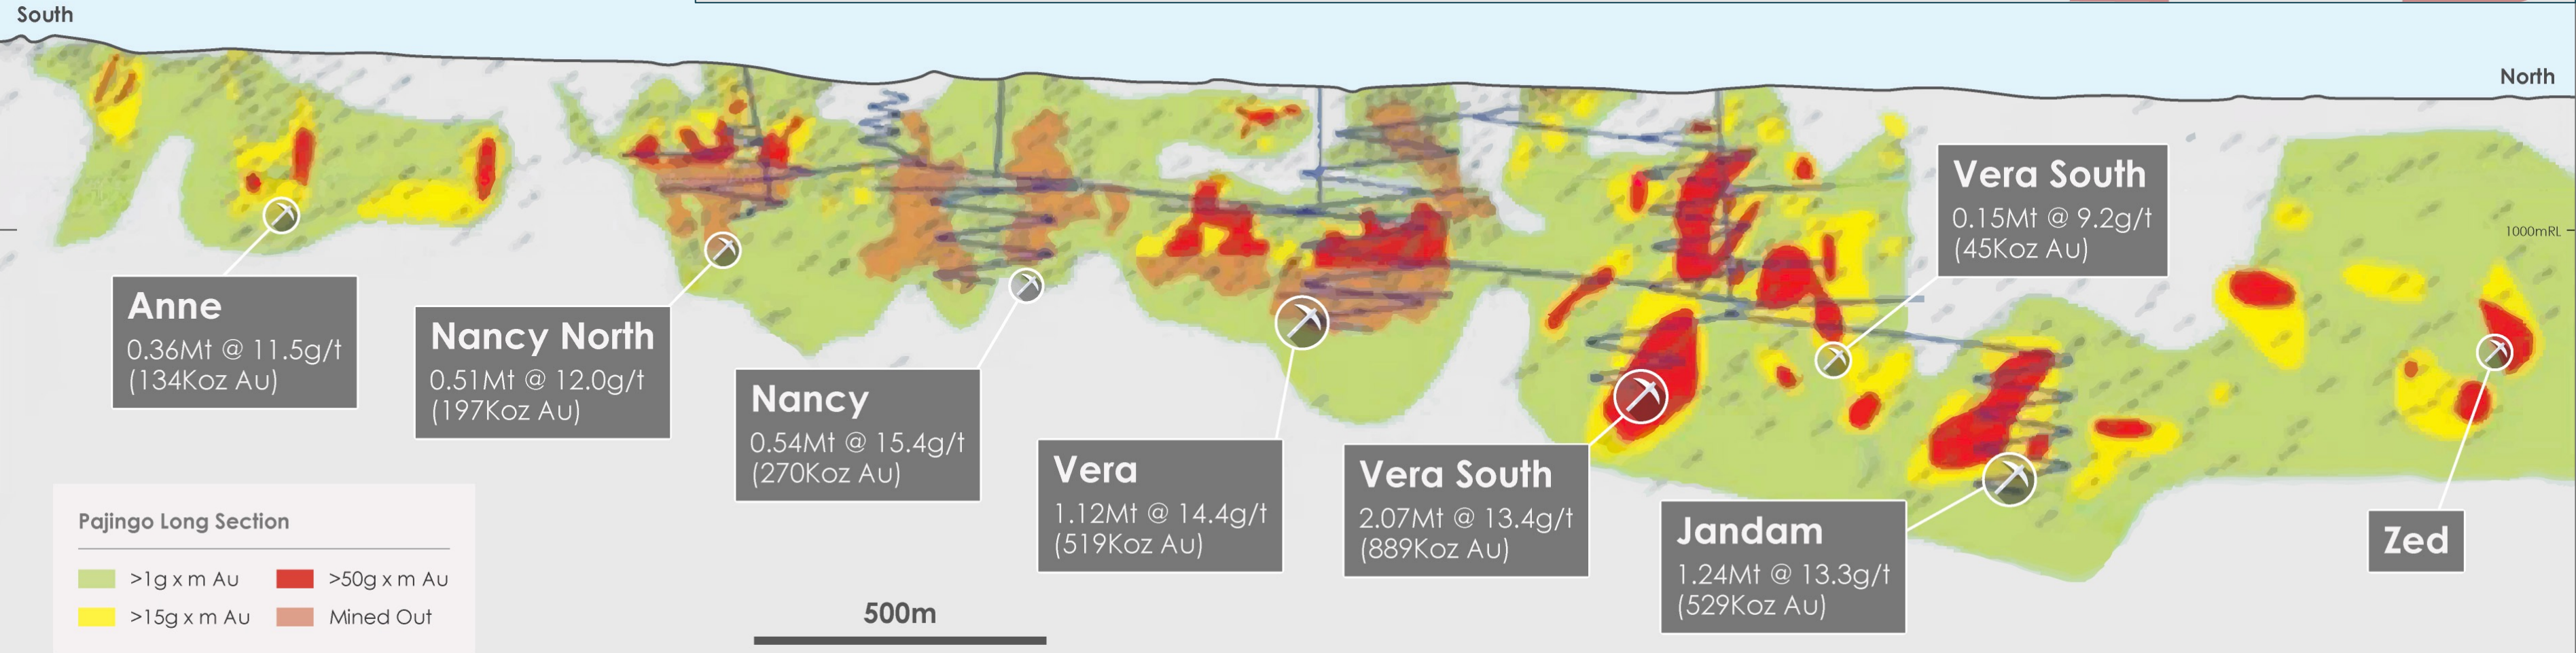 South
North
1000mRL
Vera South
0.15Mt @ 9.2g/t
(45Koz Au)
Anne
0.36Mt @ 11.5g/t
(134Koz Au)
Nancy North
0.51Mt @ 12.0g/t
(197Koz Au)
Nancy
0.54Mt @ 15.4g/t
(270Koz Au)
Vera
1.12Mt @ 14.4g/t
(519Koz Au)
Vera South
2.07Mt @ 13.4g/t
(889Koz Au)
Jandam
1.24Mt @ 13.3g/t
(529Koz Au)
Zed
Pajingo Long Section
>1g x m Au
>50g x m Au
>15g x m Au
Mined Out
500m